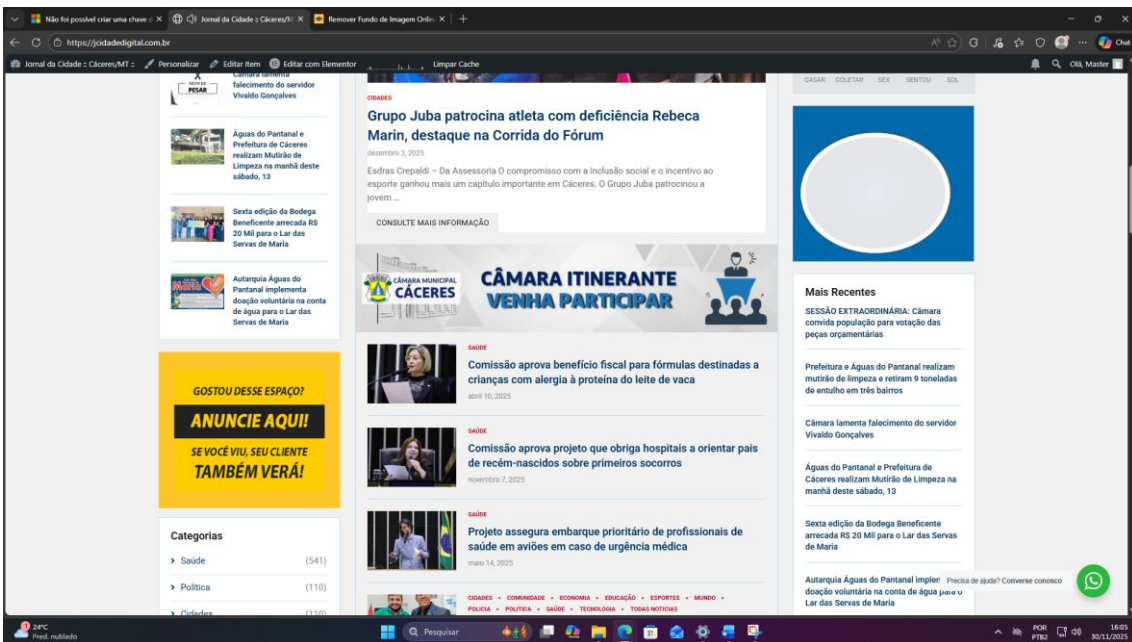 Não foi possível criar uma chave d
Jornal da Cidade :: Cáceres/MT
Remover Fundo de Imagem Online
https://jcidadedigital.com.br
Chat
Jornal da Cidade :: Cáceres/MT ::
Personalizar
Editar Item
Editar com Elementor
Limpar Cache
Olá, Master
NOTA DE
PESAR
Câmara lamenta
falecimento do servidor
Vivaldo Gonçalves
Águas do Pantanal e
Prefeitura de Cáceres
realizam Mutirão de
Limpeza na manhã deste
sábado, 13
Sexta edição da Bodega
Beneficente arrecada R$
20 Mil para o Lar das
Servas de Maria
Autarquia Águas do
Pantanal implementa
doação voluntária na conta
de água para o Lar das
Servas de Maria
GOSTOU DESSE ESPAÇO?
ANUNCIE AQUI!
SE VOCÊ VIU, SEU CLIENTE
TAMBÉM VERÁ!
Categorias
Saúde (541)
Politica (110)
Cidades (110)
CIDADES
Grupo Juba patrocina atleta com deficiência Rebeca
Marin, destaque na Corrida do Fórum
dezembro 3, 2025
Esdras Crepaldi – Da Assessoria O compromisso com a inclusão social e o incentivo ao
esporte ganhou mais um capítulo importante em Cáceres. O Grupo Juba patrocinou a
jovem ...
CONSULTE MAIS INFORMAÇÃO
CÂMARA MUNICIPAL
CÁCERES
CÂMARA ITINERANTE
VENHA PARTICIPAR
SAÚDE
Comissão aprova benefício fiscal para fórmulas destinadas a
crianças com alergia à proteína do leite de vaca
abril 10, 2025
SAÚDE
Comissão aprova projeto que obriga hospitais a orientar pais
de recém-nascidos sobre primeiros socorros
novembro 7, 2025
SAÚDE
Projeto assegura embarque prioritário de profissionais de
saúde em aviões em caso de urgência médica
maio 14, 2025
CIDADES • COMUNIDADE • ECONOMIA • EDUCAÇÃO • ESPORTES • MUNDO •
POLICIA • POLITICA • SAÚDE • TECNOLOGIA • TODAS NOTICIAS
CASAR COLETAR SEX SENTOU SOL
Mais Recentes
SESSÃO EXTRAORDINÁRIA: Câmara
convida população para votação das
peças orçamentárias
Prefeitura e Águas do Pantanal realizam
mutirão de limpeza e retiram 9 toneladas
de entulho em três bairros
Câmara lamenta falecimento do servidor
Vivaldo Gonçalves
Águas do Pantanal e Prefeitura de
Cáceres realizam Mutirão de Limpeza na
manhã deste sábado, 13
Sexta edição da Bodega Beneficente
arrecada R$ 20 Mil para o Lar das Servas
de Maria
Autarquia Águas do Pantanal implen
doação voluntária na conta de água para o
Lar das Servas de Maria
Precisa de ajuda? Converse conosco
24°C
Pred. nublado
Pesquisar
POR
PTB2
16:05
30/11/2025